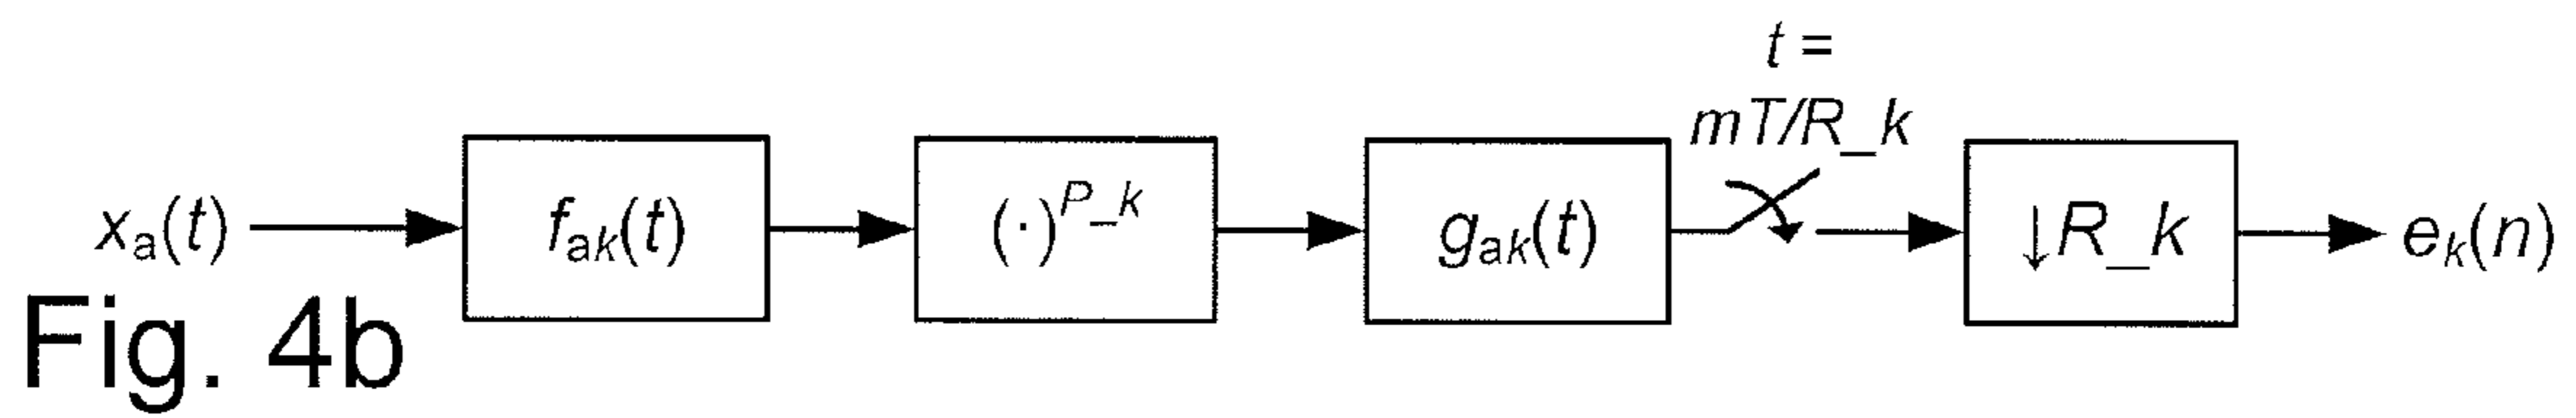 t =
mT/R_k
xa(t)
fak(t)
(·)^P_k
gak(t)
↓R_k
ek(n)
Fig. 4b